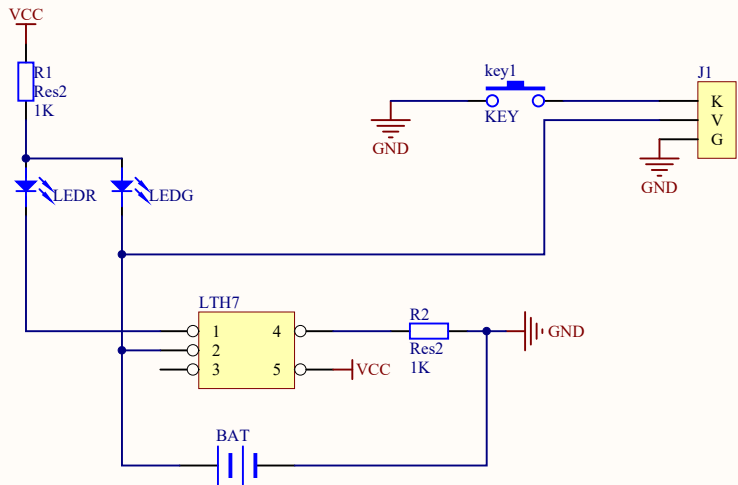 VCC
R1
Res2
1K
LEDR
LEDG
key1
KEY
GND
J1
K
V
G
GND
LTH7
1
2
3
4
5
R2
Res2
1K
GND
VCC
BAT